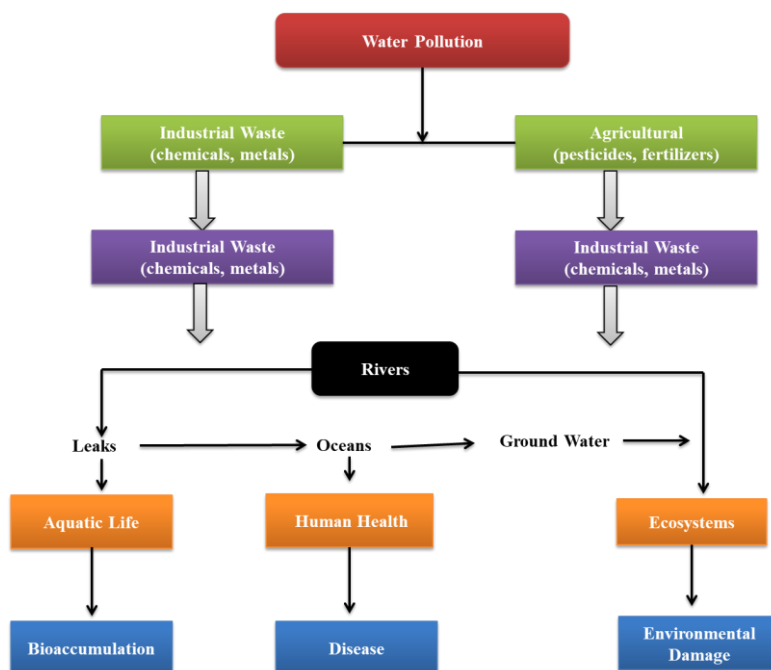 Water Pollution
Industrial Waste
(chemicals, metals)
Agricultural
(pesticides, fertilizers)
Industrial Waste
(chemicals, metals)
Industrial Waste
(chemicals, metals)
Rivers
Leaks
Oceans
Ground Water
Aquatic Life
Human Health
Ecosystems
Bioaccumulation
Disease
Environmental
Damage